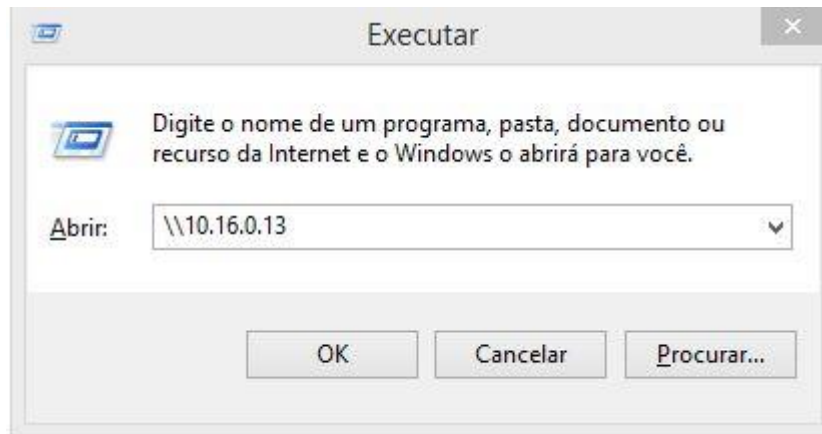 Executar
Digite o nome de um programa, pasta, documento ou
recurso da Internet e o Windows o abrirá para você.
Abrir: \\10.16.0.13
OK Cancelar Procurar...